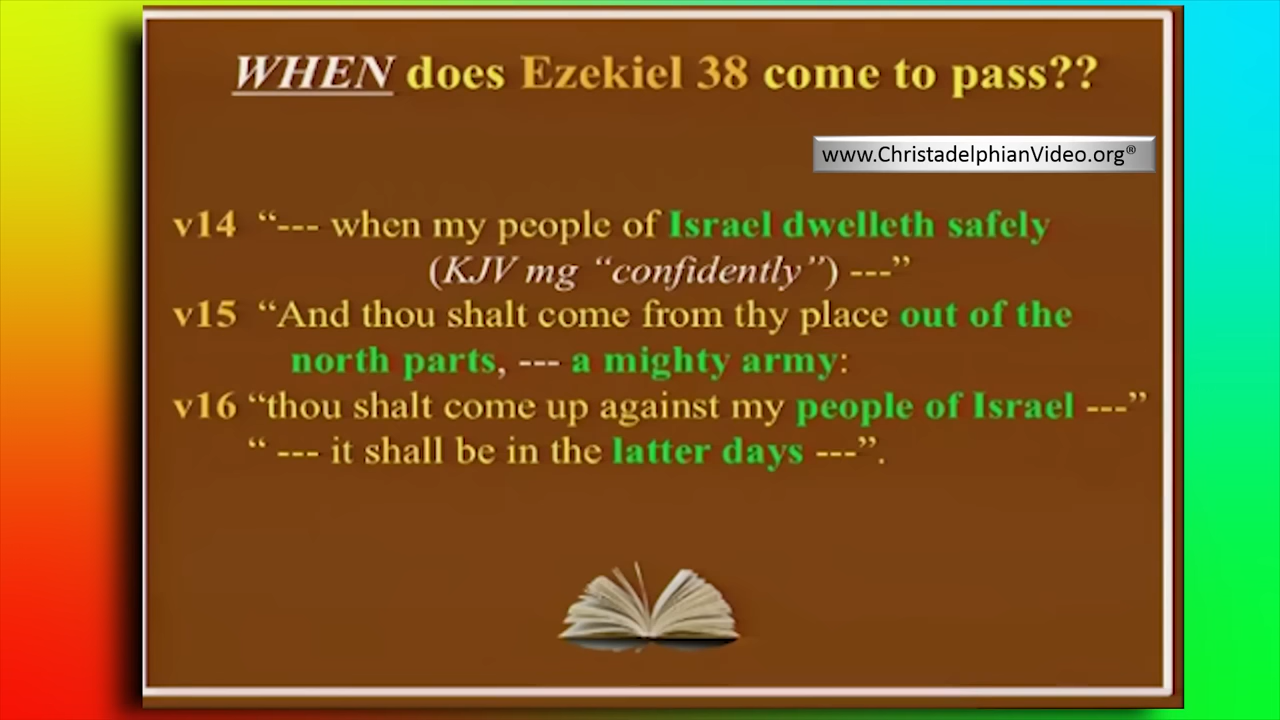 WHEN does Ezekiel 38 come to pass??
www.ChristadelphianVideo.org®
v14 “--- when my people of Israel dwelleth safely
(KJV mg “confidently”) ---”
v15 “And thou shalt come from thy place out of the
north parts, --- a mighty army:
v16 “thou shalt come up against my people of Israel ---”
“ --- it shall be in the latter days ---”.